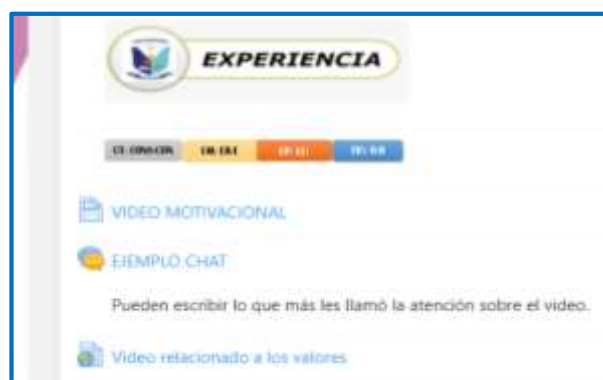 EXPERIENCIA
VIDEO MOTIVACIONAL
EJEMPLO CHAT
Pueden escribir lo que más les llamó la atención sobre el video.
Video relacionado a los valores